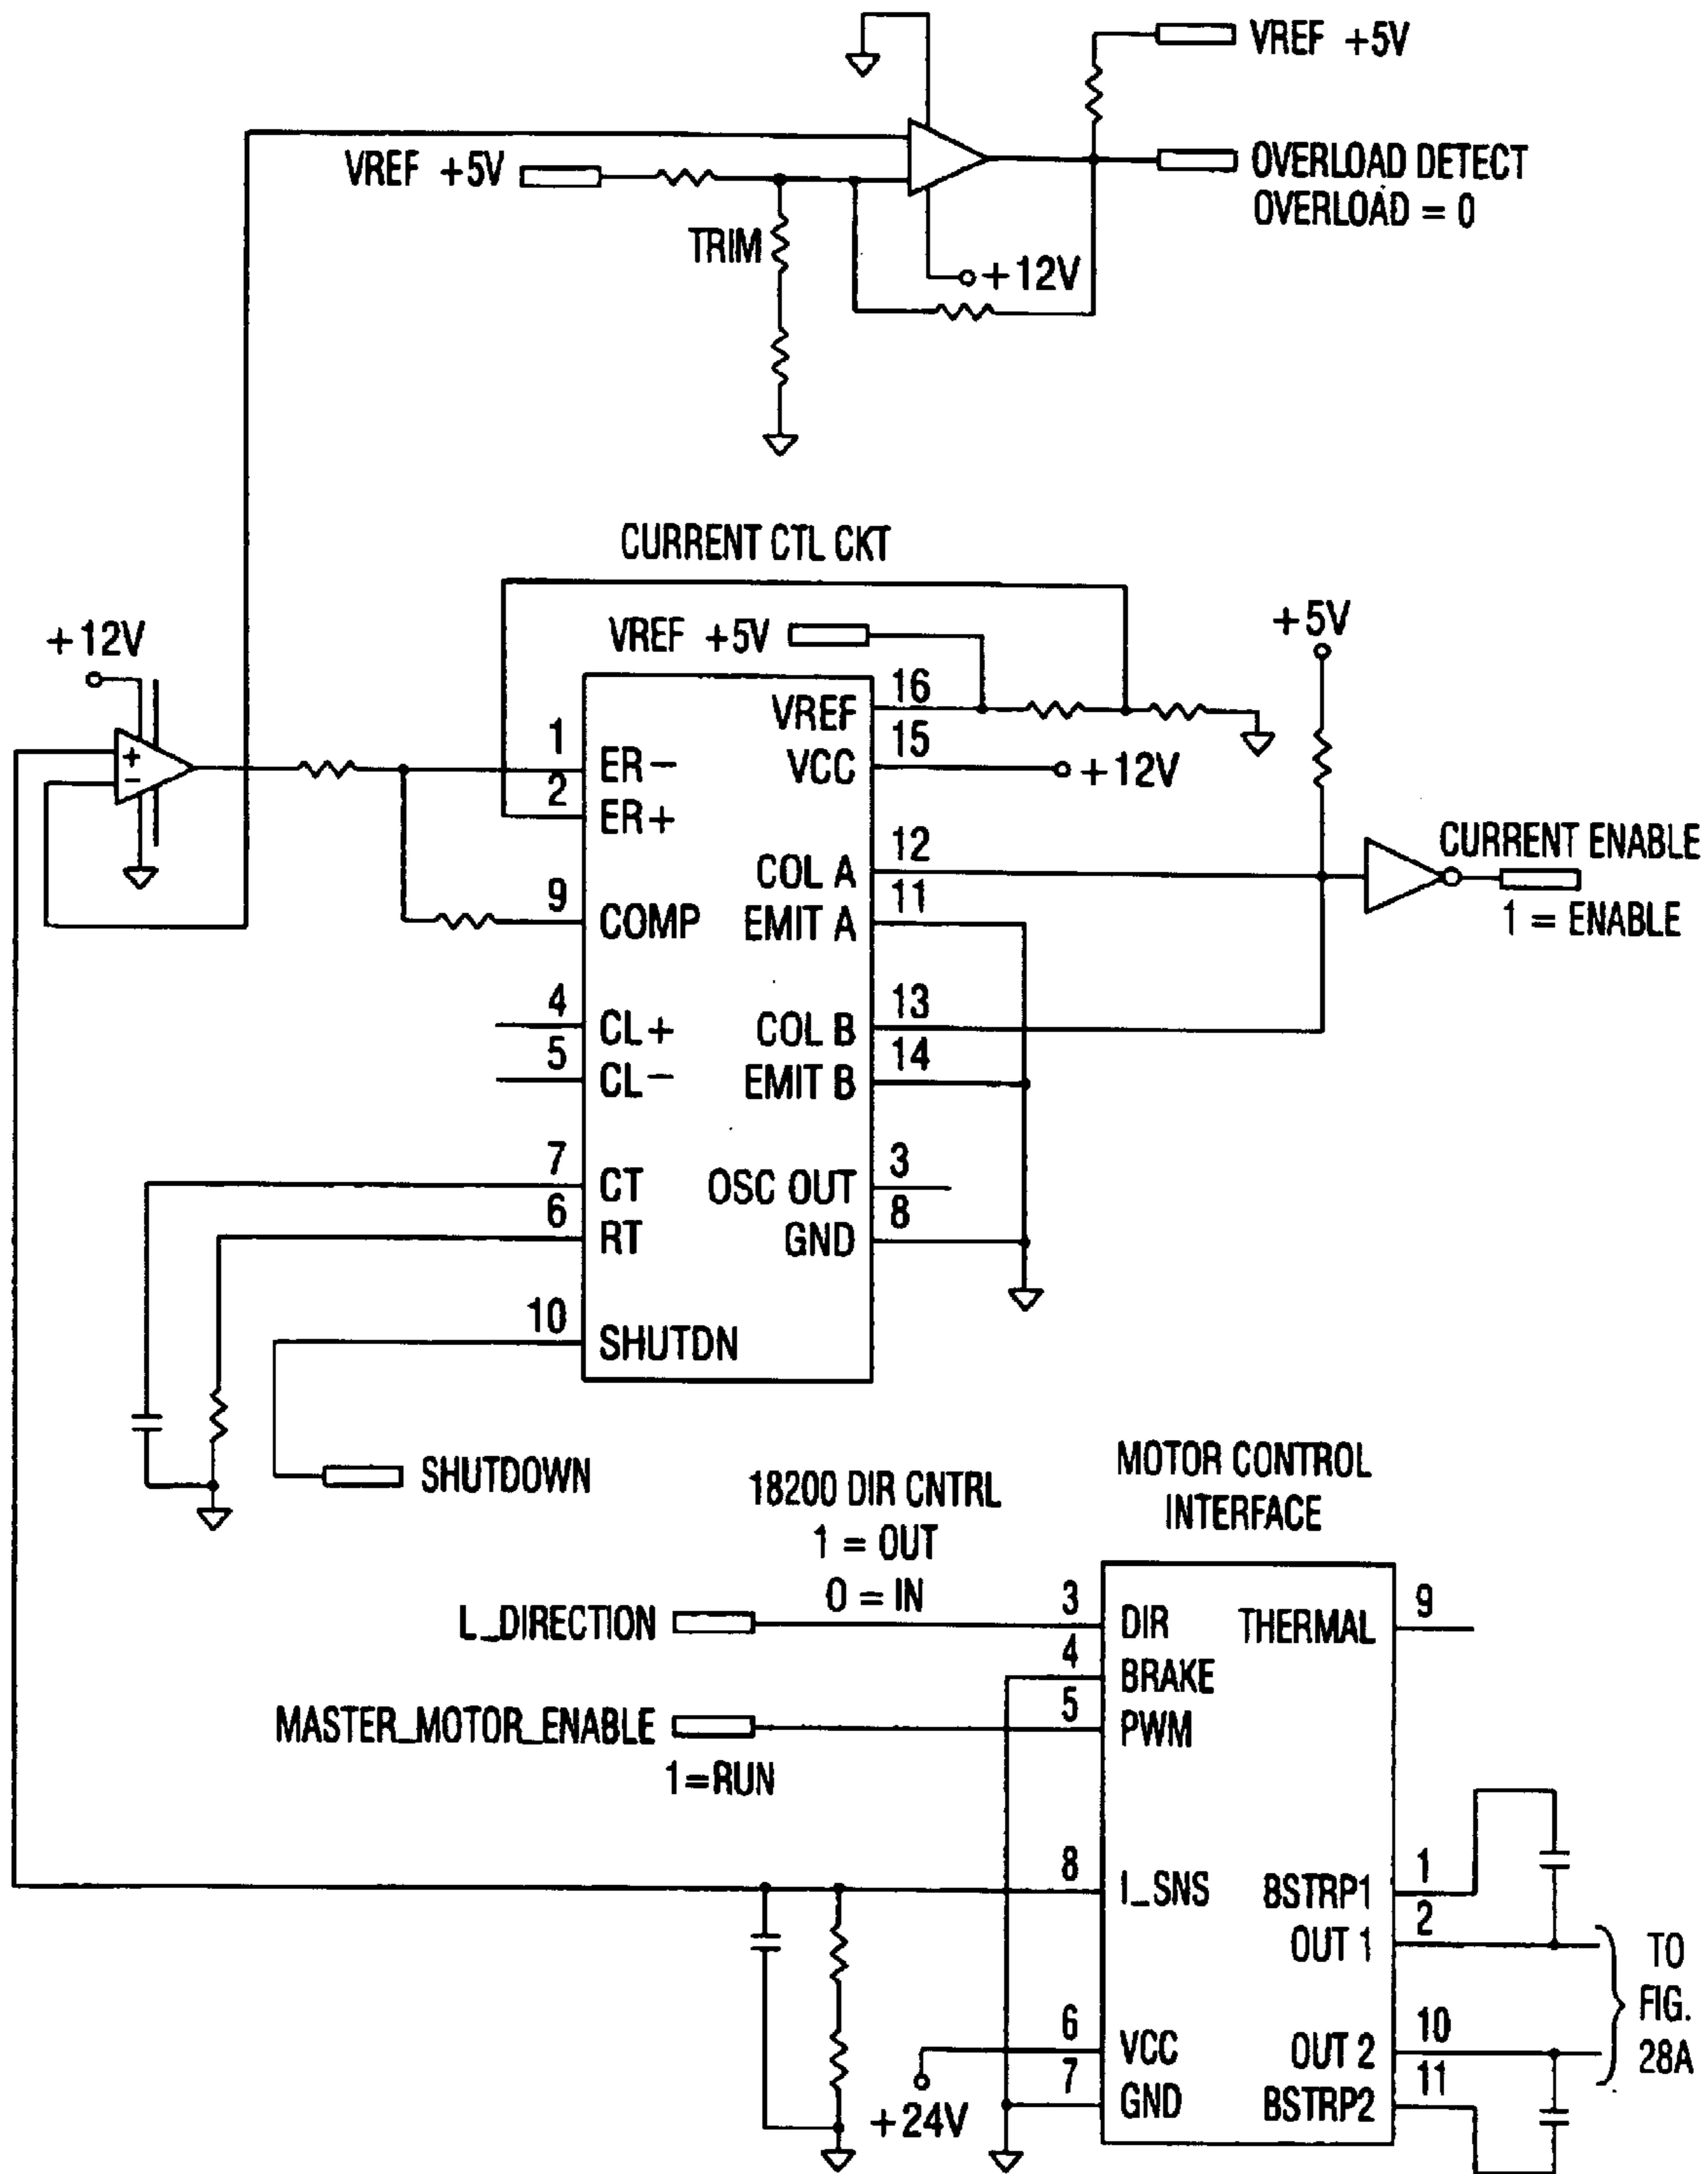 VREF +5V
VREF +5V
OVERLOAD DETECT
OVERLOAD = 0
TRIM
+12V
CURRENT CTL CKT
+12V
VREF +5V
+5V
1
2
9
4
5
7
6
10
+
−
ER−
ER+
COMP
CL+
CL−
CT
RT
SHUTDN
VREF
VCC
COL A
EMIT A
COL B
EMIT B
OSC OUT
GND
16
15
12
11
13
14
3
8
+12V
CURRENT ENABLE
1 = ENABLE
SHUTDOWN
18200 DIR CNTRL
1 = OUT
0 = IN
MOTOR CONTROL
INTERFACE
L_DIRECTION
MASTER_MOTOR_ENABLE
1=RUN
3
4
5
8
6
7
DIR
BRAKE
PWM
I_SNS
VCC
GND
THERMAL
BSTRP1
OUT 1
OUT 2
BSTRP2
9
1
2
10
11
+24V
TO
FIG.
28A